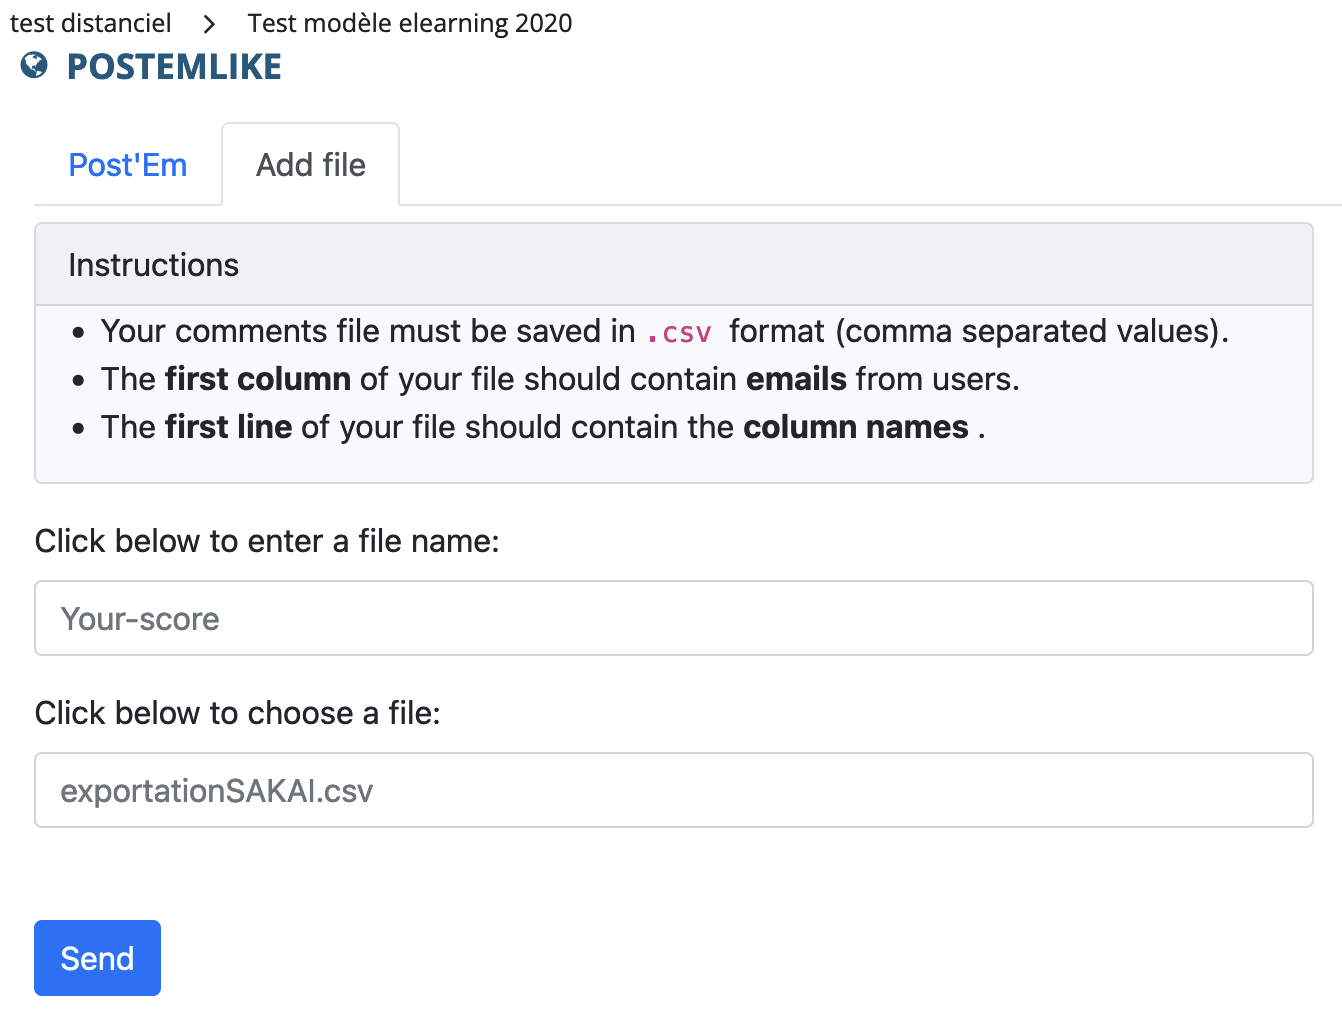 test distanciel > Test modèle elearning 2020
POSTEMLIKE
Post'Em Add file
Instructions
• Your comments file must be saved in .csv format (comma separated values).
• The first column of your file should contain emails from users.
• The first line of your file should contain the column names .
Click below to enter a file name:
Your-score
Click below to choose a file:
exportationSAKAI.csv
Send